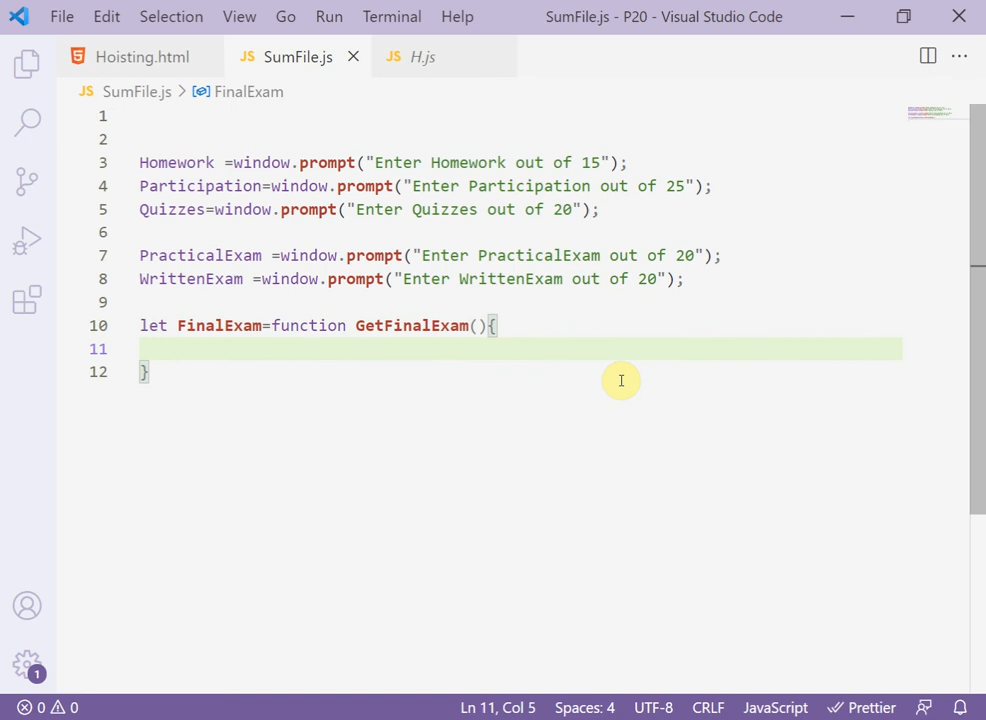 File Edit Selection View Go Run Terminal Help SumFile.js - P20 - Visual Studio Code
Hoisting.html JS SumFile.js JS H.js
JS SumFile.js > FinalExam
1
2
3 Homework =window.prompt("Enter Homework out of 15");
4 Participation=window.prompt("Enter Participation out of 25");
5 Quizzes=window.prompt("Enter Quizzes out of 20");
6
7 PracticalExam =window.prompt("Enter PracticalExam out of 20");
8 WrittenExam =window.prompt("Enter WrittenExam out of 20");
9
10 let FinalExam=function GetFinalExam(){
11
12 }
1
0 0 Ln 11, Col 5 Spaces: 4 UTF-8 CRLF JavaScript Prettier